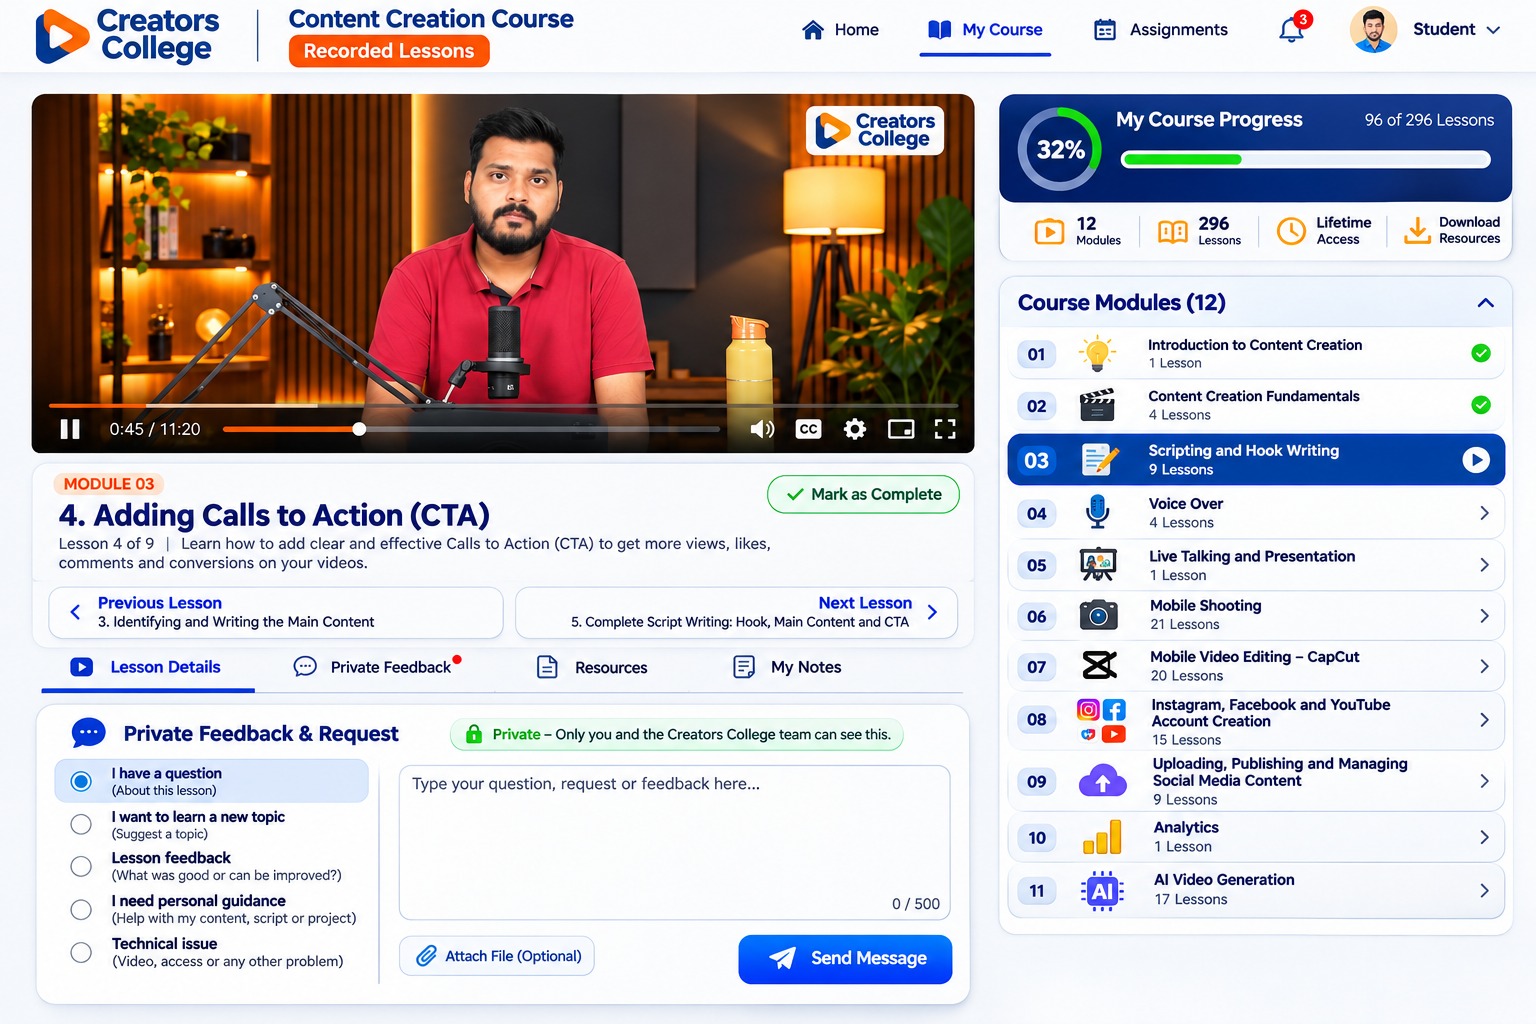 Creators
College
Content Creation Course
Recorded Lessons
Home
My Course
Assignments
3
Student
Creators
College
0:45 / 11:20
CC
MODULE 03
4. Adding Calls to Action (CTA)
Mark as Complete
Lesson 4 of 9 | Learn how to add clear and effective Calls to Action (CTA) to get more views, likes,
comments and conversions on your videos.
Previous Lesson
3. Identifying and Writing the Main Content
Next Lesson
5. Complete Script Writing: Hook, Main Content and CTA
Lesson Details
Private Feedback
Resources
My Notes
Private Feedback & Request
Private – Only you and the Creators College team can see this.
I have a question
(About this lesson)
I want to learn a new topic
(Suggest a topic)
Lesson feedback
(What was good or can be improved?)
I need personal guidance
(Help with my content, script or project)
Technical issue
(Video, access or any other problem)
Type your question, request or feedback here...
0 / 500
Attach File (Optional)
Send Message
32%
My Course Progress
96 of 296 Lessons
12
Modules
296
Lessons
Lifetime
Access
Download
Resources
Course Modules (12)
01
Introduction to Content Creation
1 Lesson
02
Content Creation Fundamentals
4 Lessons
03
Scripting and Hook Writing
9 Lessons
04
Voice Over
4 Lessons
05
Live Talking and Presentation
1 Lesson
06
Mobile Shooting
21 Lessons
07
Mobile Video Editing – CapCut
20 Lessons
08
Instagram, Facebook and YouTube
Account Creation
15 Lessons
09
Uploading, Publishing and Managing
Social Media Content
9 Lessons
10
Analytics
1 Lesson
11
AI
AI Video Generation
17 Lessons